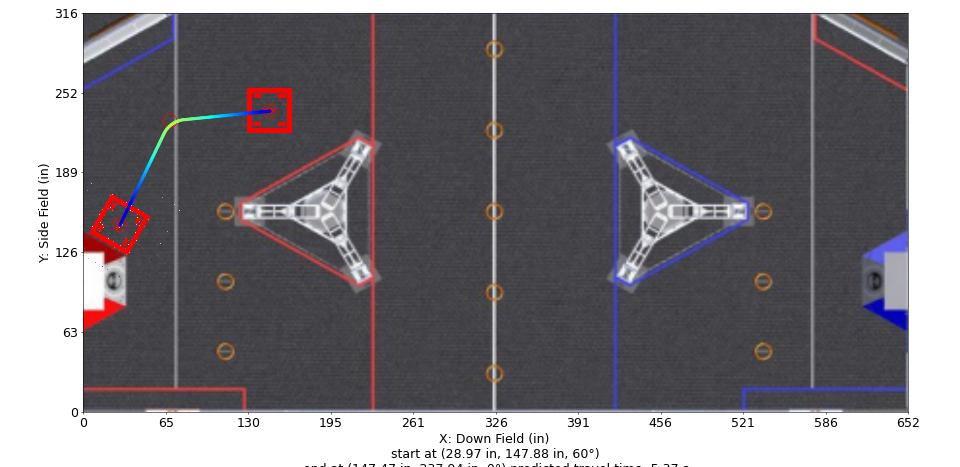 316
252
189
126
63
0
Y: Side Field (in)
0 65 130 195 261 326 391 456 521 586 652
X: Down Field (in)
start at (28.97 in, 147.88 in, 60°)